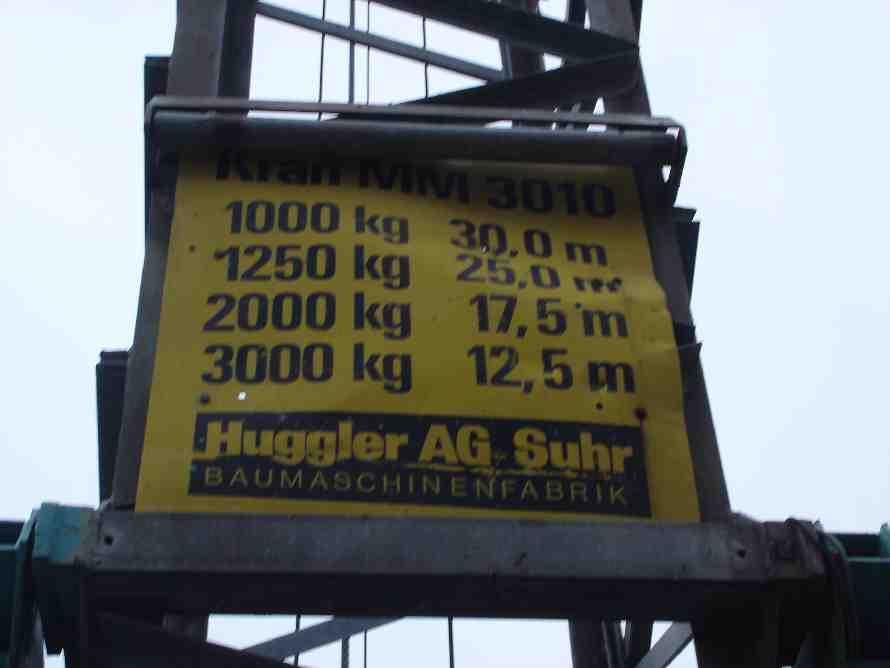 Kran MM 3010
1000 kg 30,0 m
1250 kg 25,0 m
2000 kg 17,5 m
3000 kg 12,5 m
Huggler AG Suhr
BAUMASCHINENFABRIK